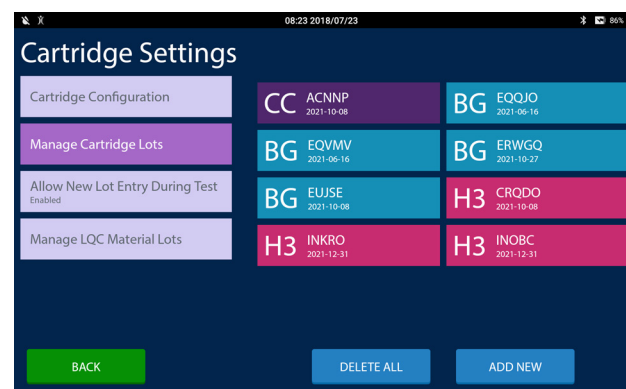 08:23 2018/07/23
86%
Cartridge Settings
Cartridge Configuration
Manage Cartridge Lots
Allow New Lot Entry During Test
Enabled
Manage LQC Material Lots
CC ACNNP
2021-10-08
BG EQQJO
2021-06-16
BG EQVMV
2021-06-16
BG ERWGQ
2021-10-27
BG EUJSE
2021-10-08
H3 CRQDO
2021-10-08
H3 INKRO
2021-12-31
H3 INOBC
2021-12-31
BACK
DELETE ALL
ADD NEW